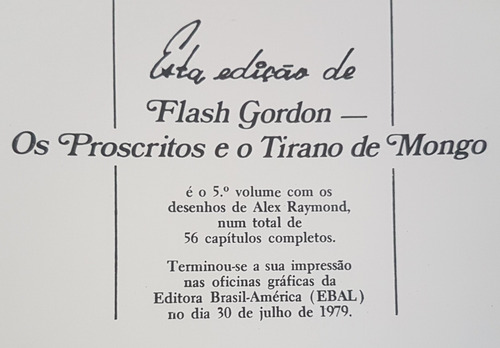 Esta edição de
Flash Gordon —
Os Proscritos e o Tirano de Mongo
é o 5.º volume com os
desenhos de Alex Raymond,
num total de
56 capítulos completos.
Terminou-se a sua impressão
nas oficinas gráficas da
Editora Brasil-América (EBAL)
no dia 30 de julho de 1979.